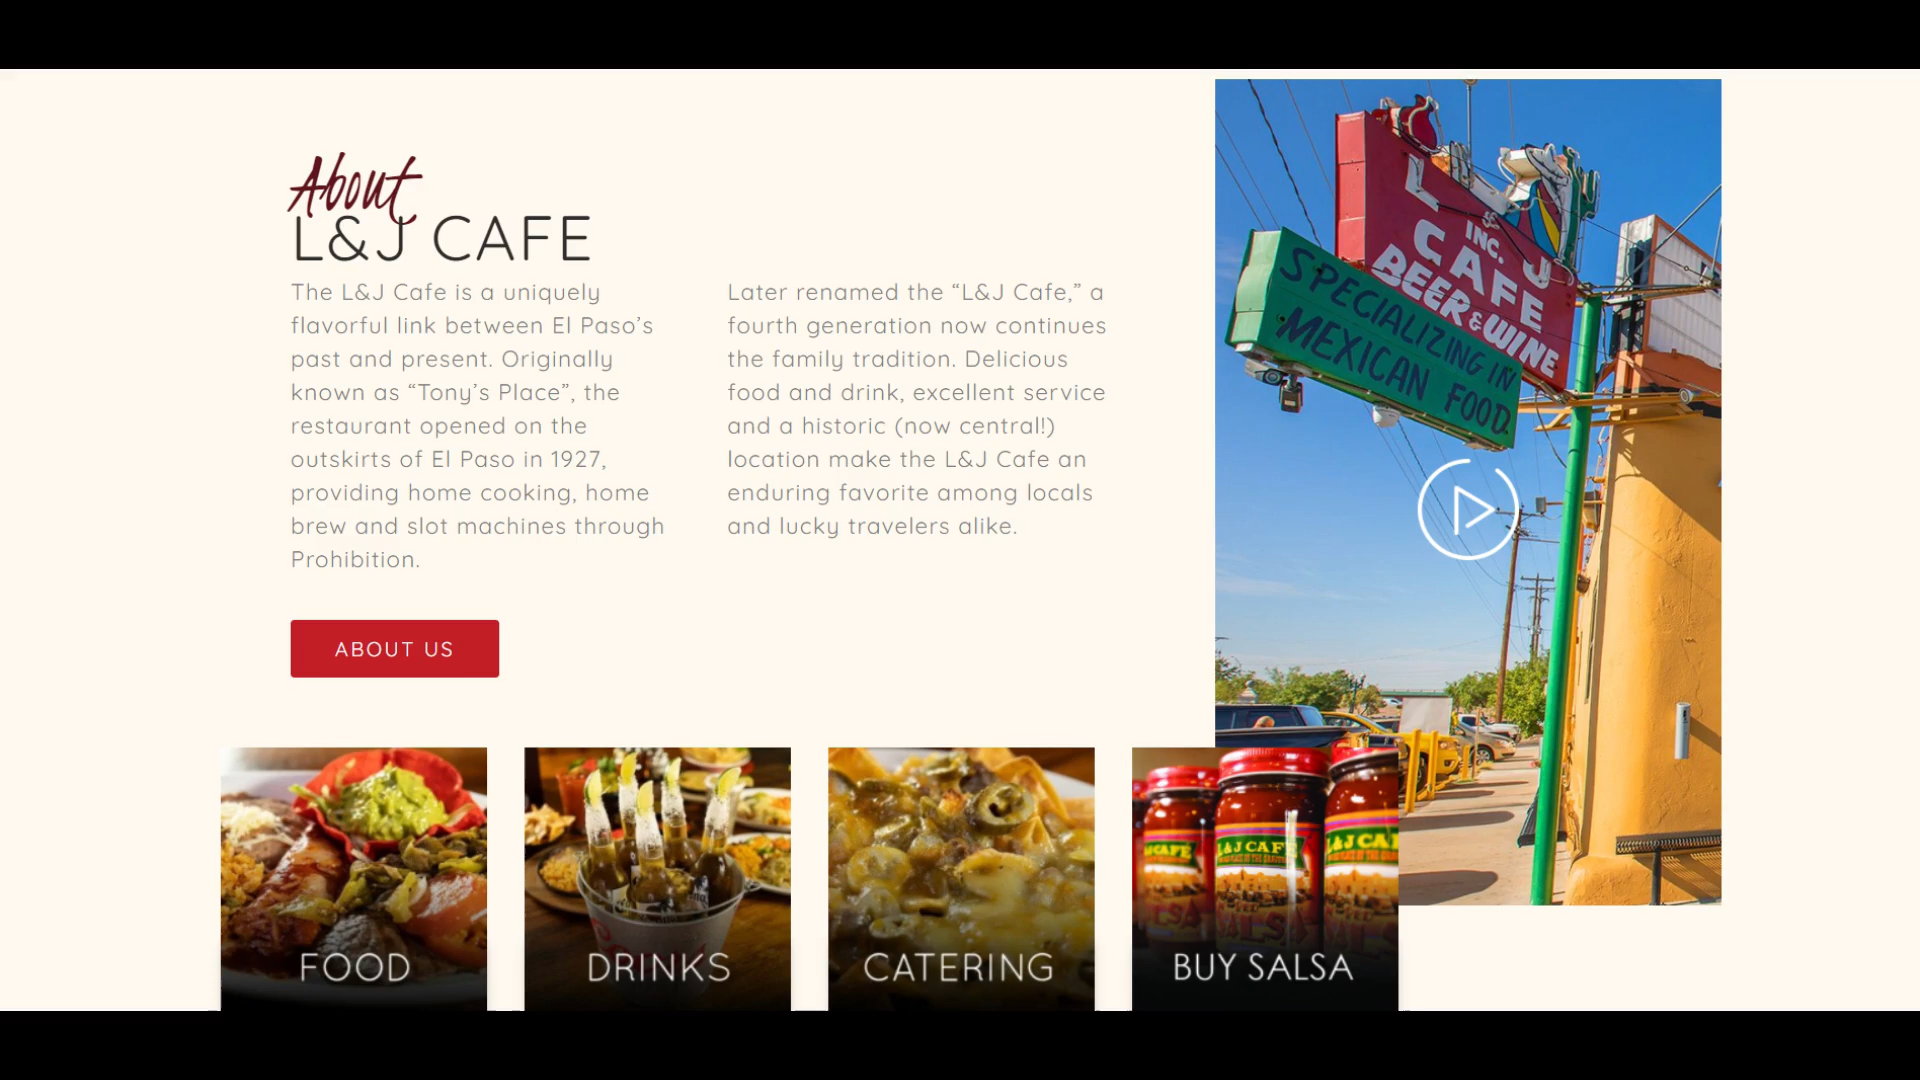 About
L&J CAFE
The L&J Cafe is a uniquely
flavorful link between El Paso’s
past and present. Originally
known as “Tony’s Place”, the
restaurant opened on the
outskirts of El Paso in 1927,
providing home cooking, home
brew and slot machines through
Prohibition.
Later renamed the “L&J Cafe,” a
fourth generation now continues
the family tradition. Delicious
food and drink, excellent service
and a historic (now central!)
location make the L&J Cafe an
enduring favorite among locals
and lucky travelers alike.
ABOUT US
L & J
INC.
CAFE
BEER & WINE
SPECIALIZING IN
MEXICAN FOOD
FOOD
DRINKS
CATERING
L&J CAFE
BUY SALSA